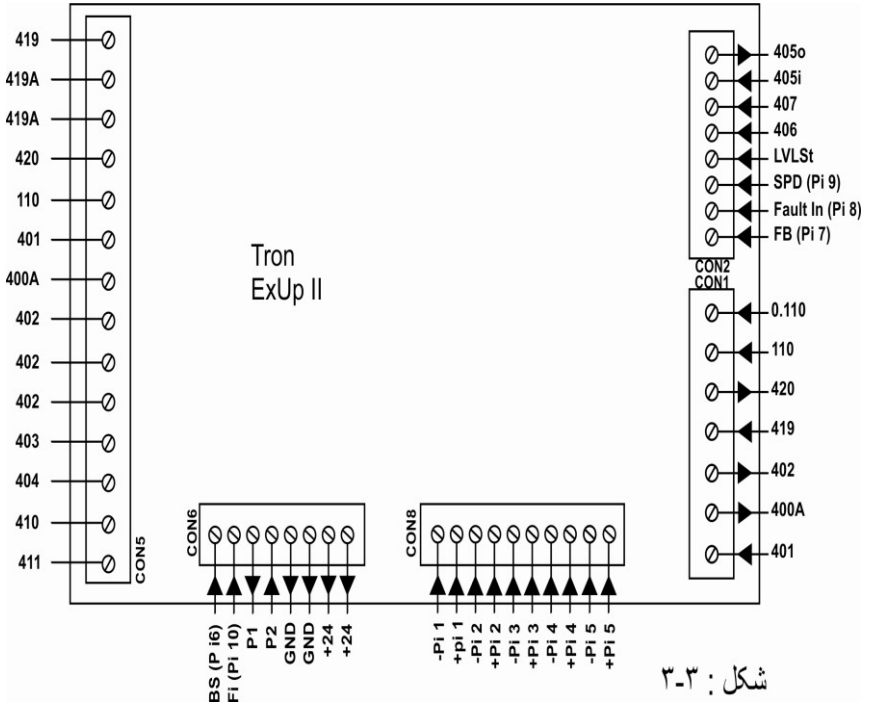 419
419A
419A
420
110
401
400A
402
402
402
403
404
410
411
CON5
Tron
ExUp II
405o
405i
407
406
LVLSt
SPD (Pi 9)
Fault In (Pi 8)
FB (Pi 7)
CON2
CON1
0.110
110
420
419
402
400A
401
CON6
BS (P i6)
Fi (Pi 10)
P1
P2
GND
GND
+24
+24
CON8
-Pi 1
+pi 1
-Pi 2
+Pi 2
-Pi 3
+Pi 3
-Pi 4
+Pi 4
-Pi 5
+Pi 5
شکل : ۳-۳